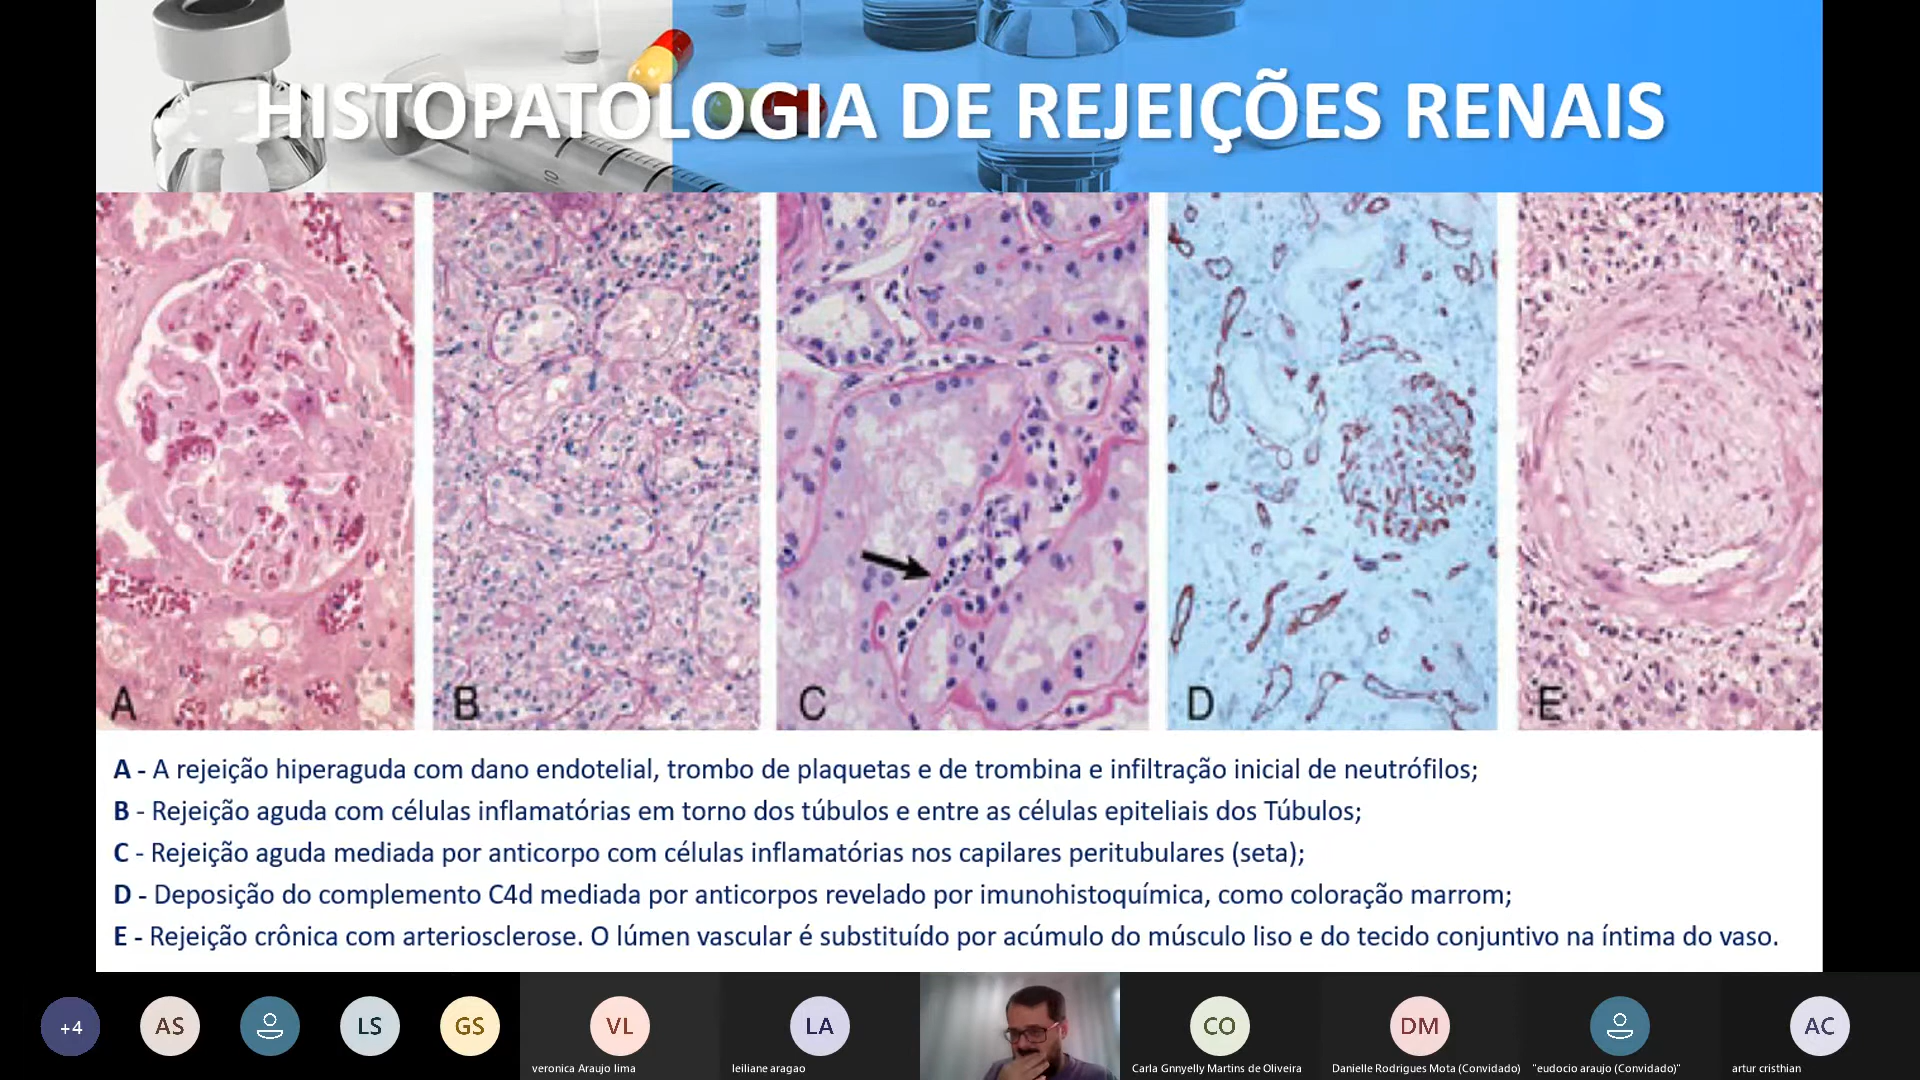 HISTOPATOLOGIA DE REJEIÇÕES RENAIS
10
A
B
C
D
E
A - A rejeição hiperaguda com dano endotelial, trombo de plaquetas e de trombina e infiltração inicial de neutrófilos;
B - Rejeição aguda com células inflamatórias em torno dos túbulos e entre as células epiteliais dos Túbulos;
C - Rejeição aguda mediada por anticorpo com células inflamatórias nos capilares peritubulares (seta);
D - Deposição do complemento C4d mediada por anticorpos revelado por imunohistoquímica, como coloração marrom;
E - Rejeição crônica com arteriosclerose. O lúmen vascular é substituído por acúmulo do músculo liso e do tecido conjuntivo na íntima do vaso.
+4
AS
LS
GS
VL
LA
CO
DM
AC
veronica Araujo lima
leiliane aragao
Carla Gnnyelly Martins de Oliveira
Danielle Rodrigues Mota (Convidado)
"eudocio araujo (Convidado)"
artur cristhian